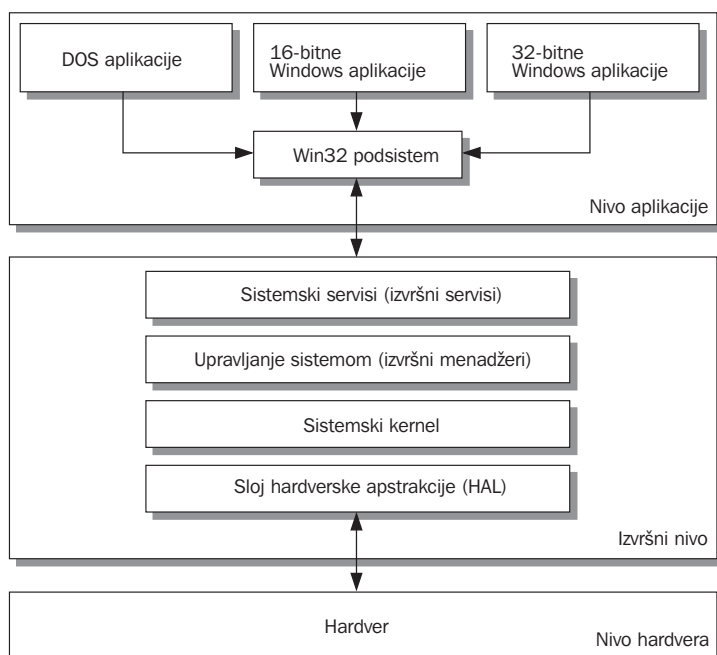 DOS aplikacije
16-bitne
Windows aplikacije
32-bitne
Windows aplikacije
Win32 podsistem
Nivo aplikacije
Sistemski servisi (izvršni servisi)
Upravljanje sistemom (izvršni menadžeri)
Sistemski kernel
Sloj hardverske apstrakcije (HAL)
Izvršni nivo
Hardver
Nivo hardvera